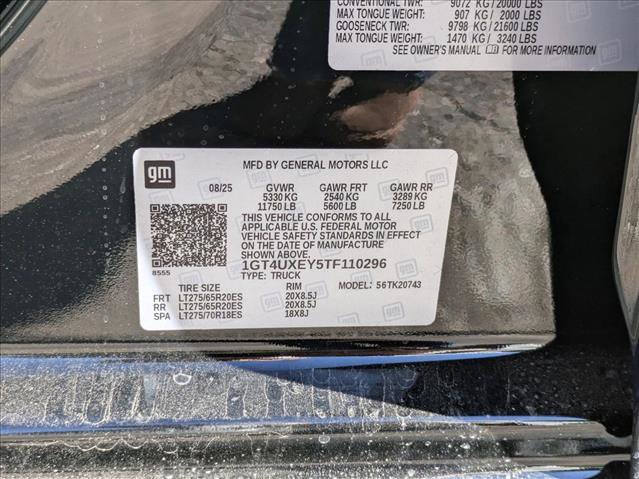 CONVENTIONAL TWR: 9072 KG/20000 LBS
MAX TONGUE WEIGHT: 907 KG/ 2000 LBS
GOOSENECK TWR: 9798 KG/21600 LBS
MAX TONGUE WEIGHT: 1470 KG/ 3240 LBS
SEE OWNER'S MANUAL FOR MORE INFORMATION
gm
MFD BY GENERAL MOTORS LLC
08/25 GVWR GAWR FRT GAWR RR
5330 KG 2540 KG 3289 KG
11750 LB 5600 LB 7250 LB
THIS VEHICLE CONFORMS TO ALL
APPLICABLE U.S. FEDERAL MOTOR
VEHICLE SAFETY STANDARDS IN EFFECT
ON THE DATE OF MANUFACTURE
SHOWN ABOVE.
1GT4UXEY5TF110296
8555 TYPE: TRUCK
TIRE SIZE RIM MODEL: 56TK20743
FRT LT275/65R20ES 20X8.5J
RR LT275/65R20ES 20X8.5J
SPA LT275/70R18ES 18X8J